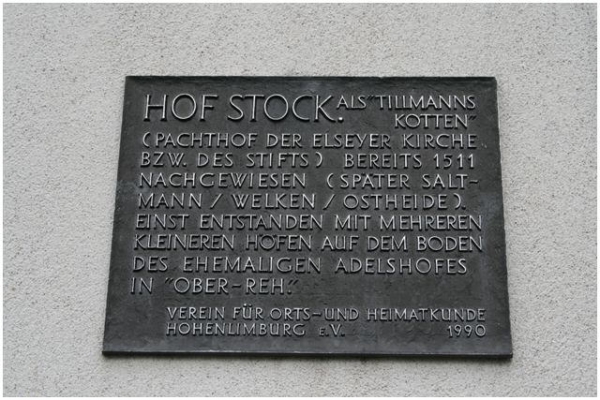 HOF STOCK. ALS "TILLMANNS
KOTTEN"
(PACHTHOF DER ELSEYER KIRCHE
BZW. DES STIFTS) BEREITS 1511
NACHGEWIESEN (SPÄTER SALT-
MANN / WELKEN / OSTHEIDE).
EINST ENTSTANDEN MIT MEHREREN
KLEINEREN HÖFEN AUF DEM BODEN
DES EHEMALIGEN ADELSHOFES
IN "OBER-REH."
VEREIN FÜR ORTS-UND HEIMATKUNDE
HOHENLIMBURG e.V. 1990